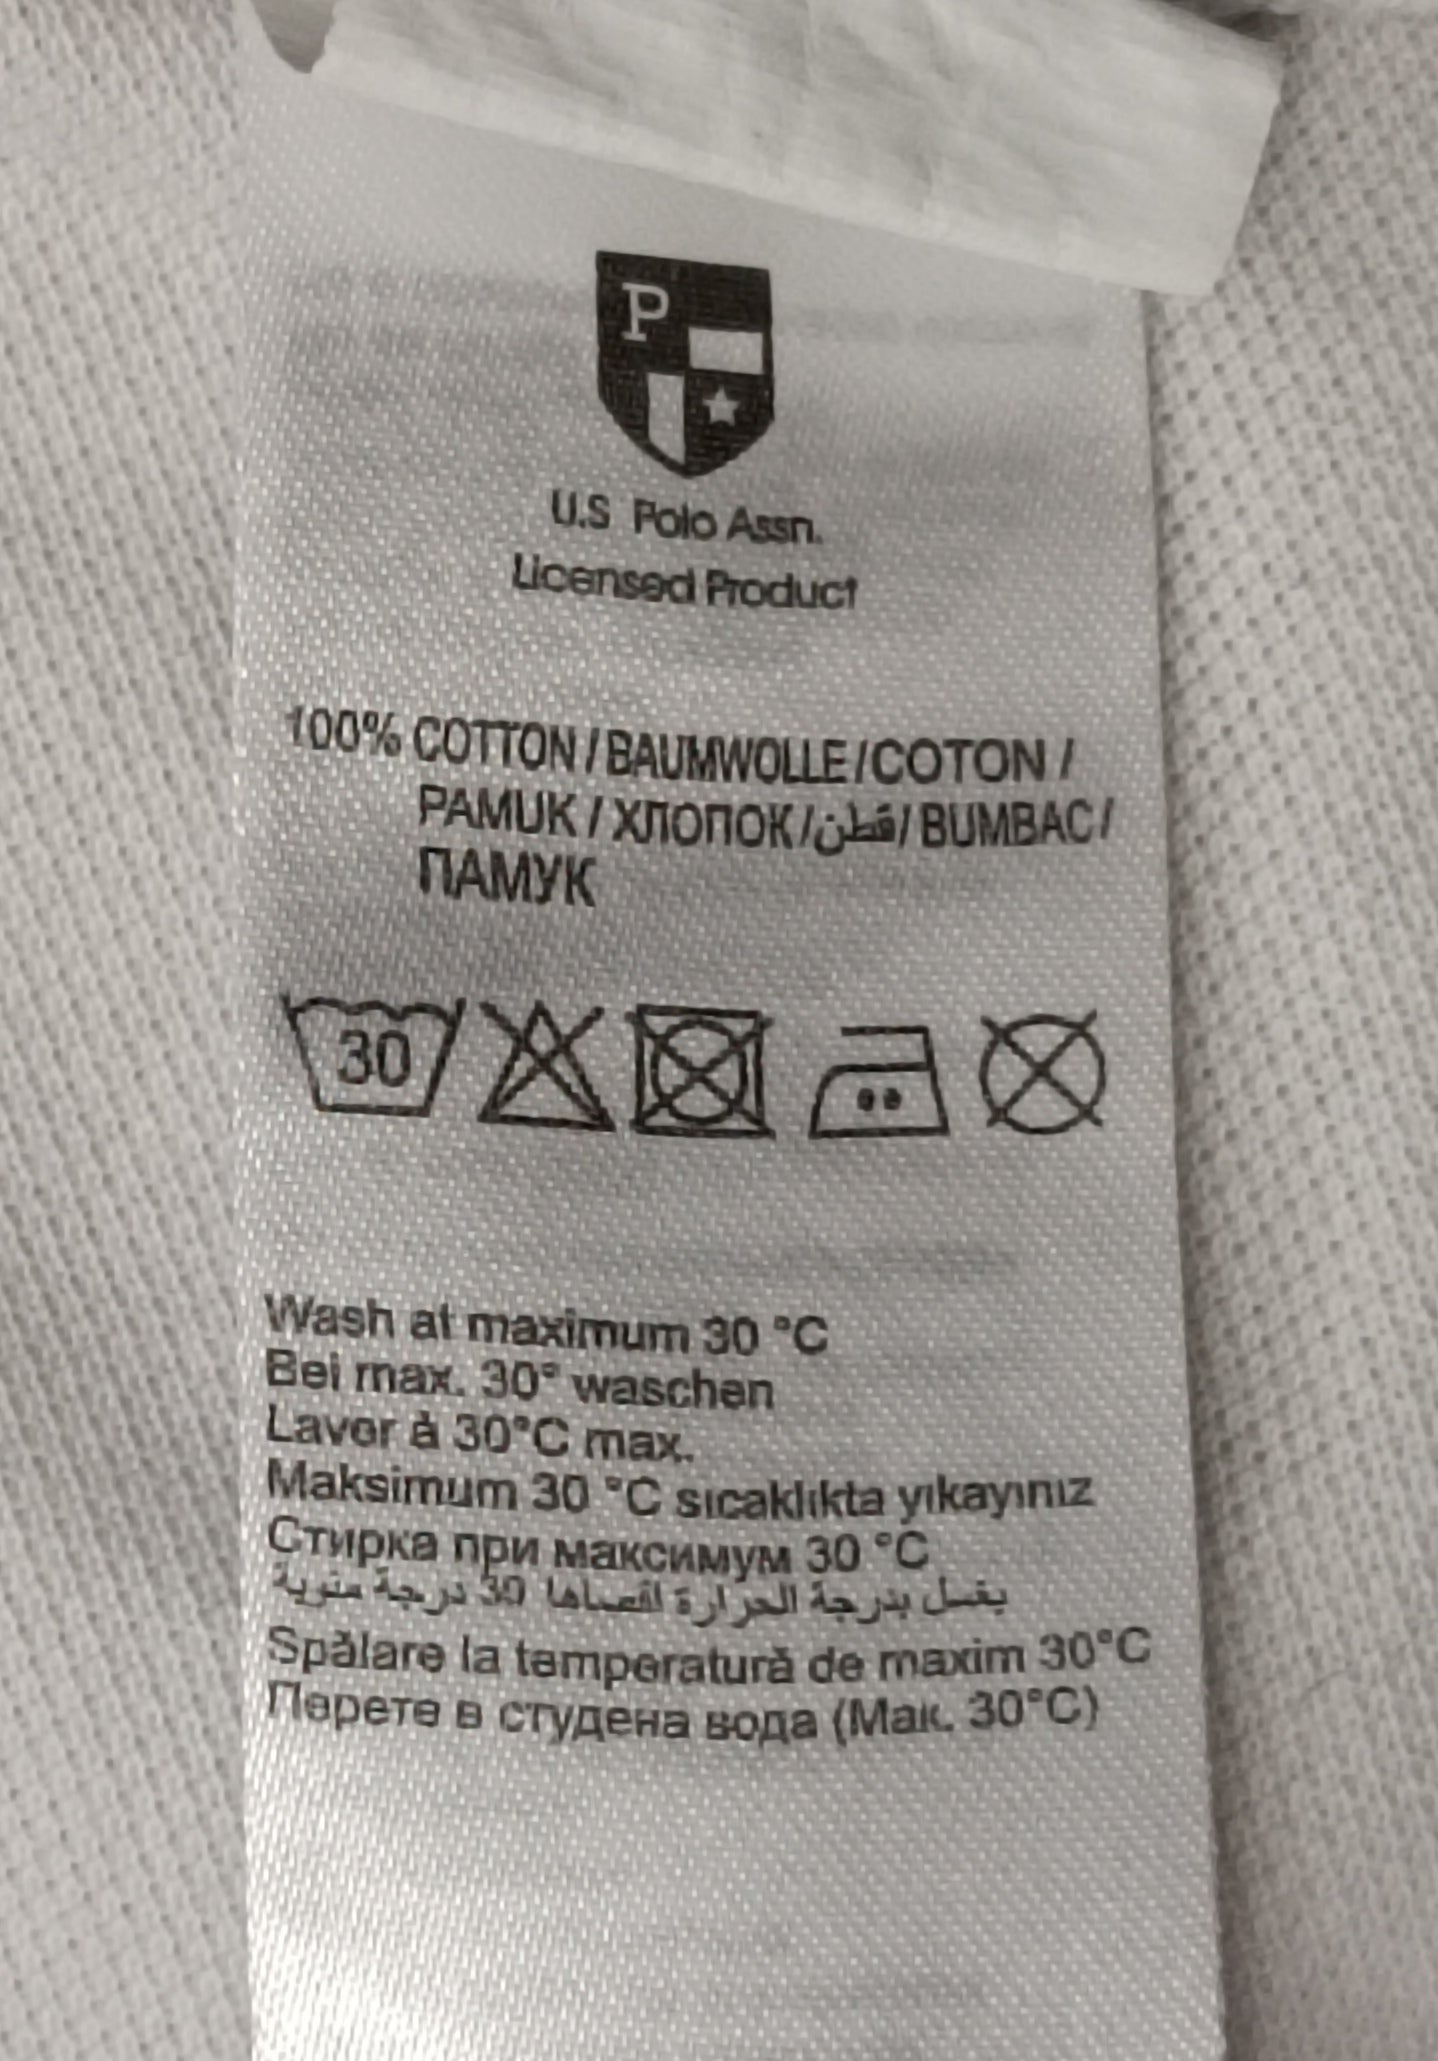 P
U.S Polo Assn.
Licensed Product
100% COTTON / BAUMWOLLE / COTON /
PAMUK / ХЛОПОК / قطن / BUMBAC /
ПАМУК
30
Wash at maximum 30 °C
Bei max. 30° waschen
Laver à 30°C max.
Maksimum 30 °C sıcaklıkta yıkayınız
Стирка при максимум 30 °C
يغسل بدرجة الحرارة اقصاها 30 درجة مئوية
Spălare la temperatură de maxim 30°C
Перете в студена вода (Мак. 30°C)